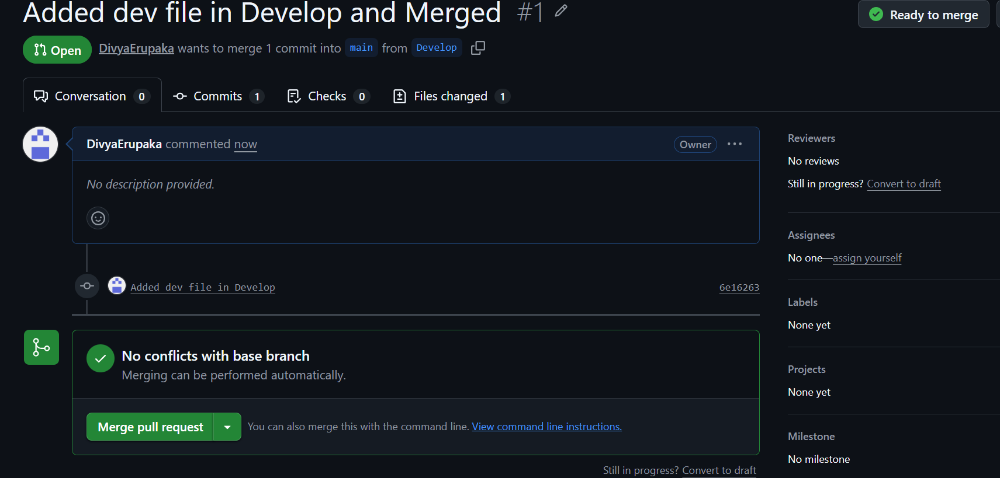 Added dev file in Develop and Merged #1
Ready to merge
Open DivyaErupaka wants to merge 1 commit into main from Develop
Conversation 0 Commits 1 Checks 0 Files changed 1
DivyaErupaka commented now Owner
No description provided.
Added dev file in Develop 6e16263
No conflicts with base branch
Merging can be performed automatically.
Merge pull request You can also merge this with the command line. View command line instructions.
Still in progress? Convert to draft
Reviewers
No reviews
Still in progress? Convert to draft
Assignees
No one—assign yourself
Labels
None yet
Projects
None yet
Milestone
No milestone